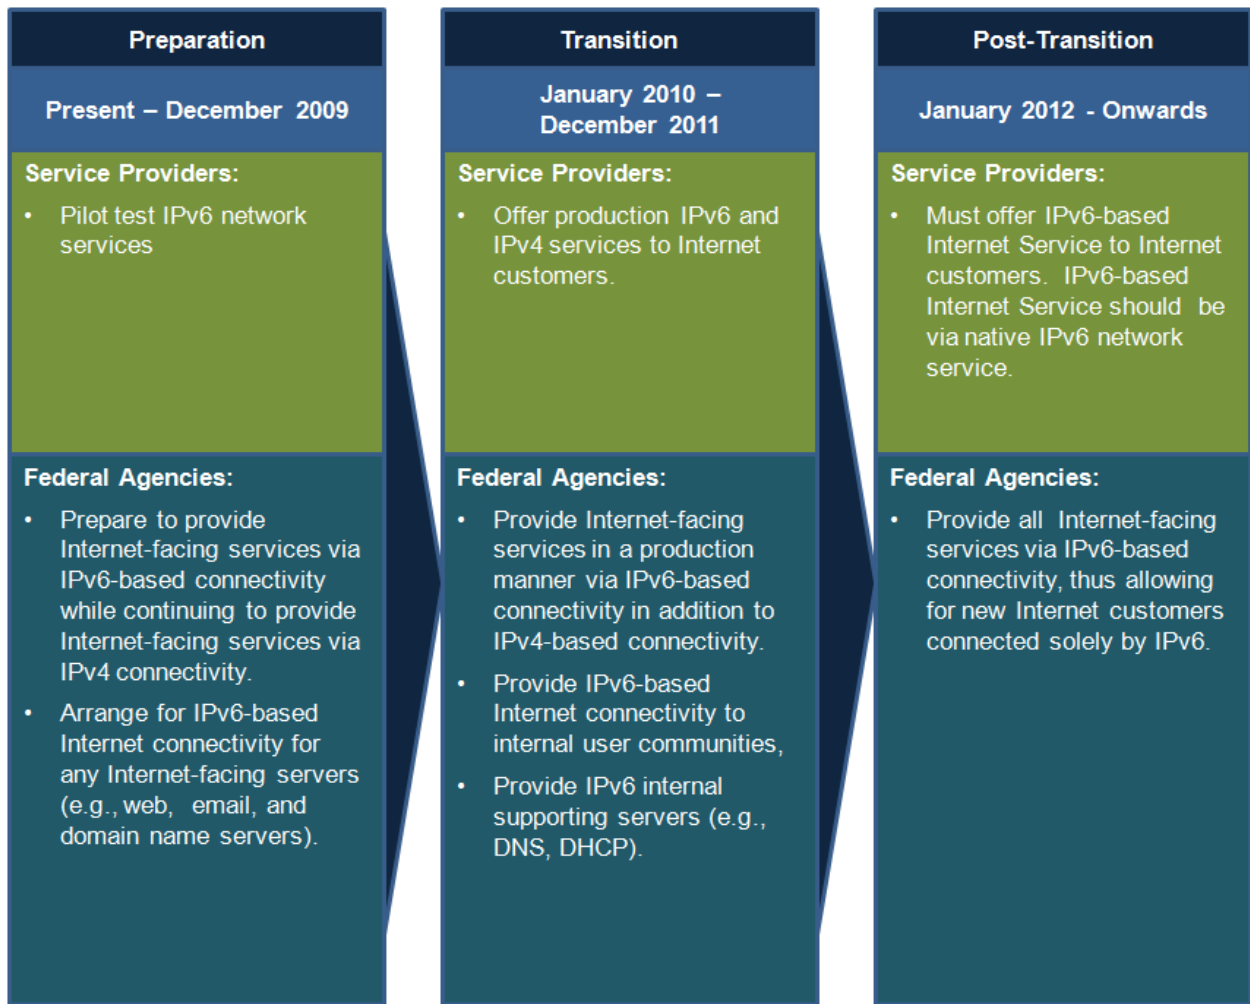 Preparation
Present – December 2009
Service Providers:
• Pilot test IPv6 network
services
Federal Agencies:
• Prepare to provide
Internet-facing services via
IPv6-based connectivity
while continuing to provide
Internet-facing services via
IPv4 connectivity.
• Arrange for IPv6-based
Internet connectivity for
any Internet-facing servers
(e.g., web, email, and
domain name servers).
Transition
January 2010 –
December 2011
Service Providers:
• Offer production IPv6 and
IPv4 services to Internet
customers.
Federal Agencies:
• Provide Internet-facing
services in a production
manner via IPv6-based
connectivity in addition to
IPv4-based connectivity.
• Provide IPv6-based
Internet connectivity to
internal user communities,
• Provide IPv6 internal
supporting servers (e.g.,
DNS, DHCP).
Post-Transition
January 2012 - Onwards
Service Providers:
• Must offer IPv6-based
Internet Service to Internet
customers. IPv6-based
Internet Service should be
via native IPv6 network
service.
Federal Agencies:
• Provide all Internet-facing
services via IPv6-based
connectivity, thus allowing
for new Internet customers
connected solely by IPv6.